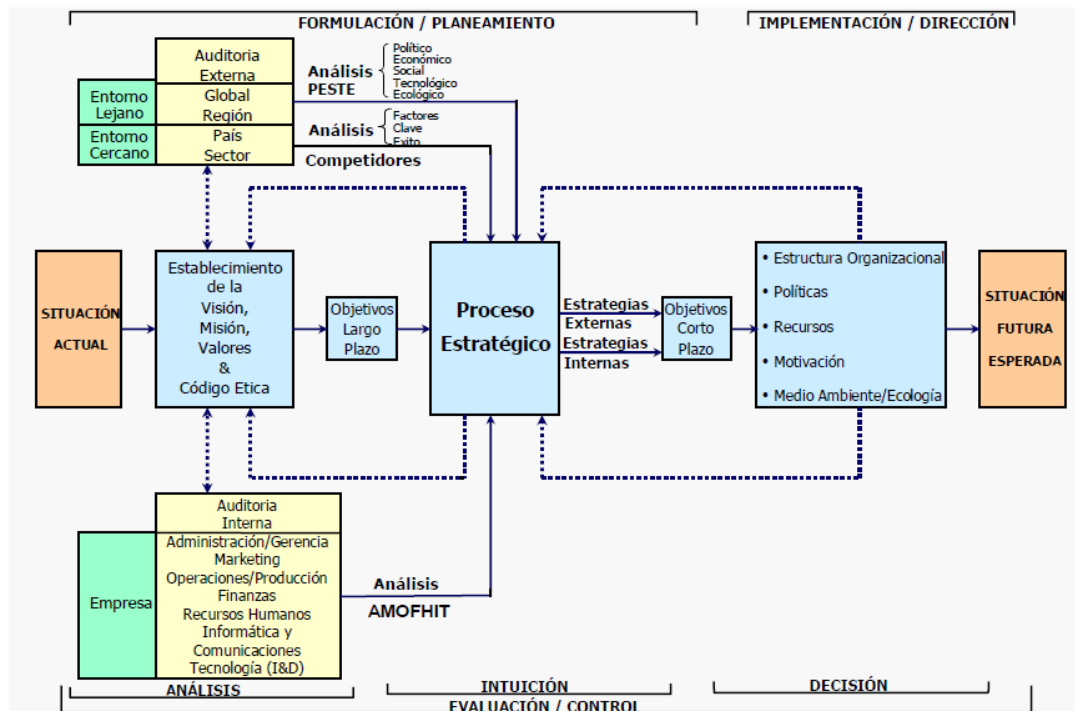 FORMULACIÓN / PLANEAMIENTO
IMPLEMENTACIÓN / DIRECCIÓN
Auditoria
Externa
Entorno
Lejano
Global
Región
Entorno
Cercano
País
Sector
Análisis
PESTE
Político
Económico
Social
Tecnológico
Ecológico
Análisis
Competidores
Factores
Clave
Exito
SITUACIÓN
ACTUAL
Establecimiento
de la
Visión,
Misión,
Valores
&
Código Etica
Objetivos
Largo
Plazo
Proceso
Estratégico
Estrategias
Externas
Estrategias
Internas
Objetivos
Corto
Plazo
• Estructura Organizacional
• Políticas
• Recursos
• Motivación
• Medio Ambiente/Ecología
SITUACIÓN
FUTURA
ESPERADA
Auditoria
Interna
Empresa
Administración/Gerencia
Marketing
Operaciones/Producción
Finanzas
Recursos Humanos
Informática y
Comunicaciones
Tecnología (I&D)
Análisis
AMOFHIT
ANÁLISIS
INTUICIÓN
DECISIÓN
EVALUACIÓN / CONTROL